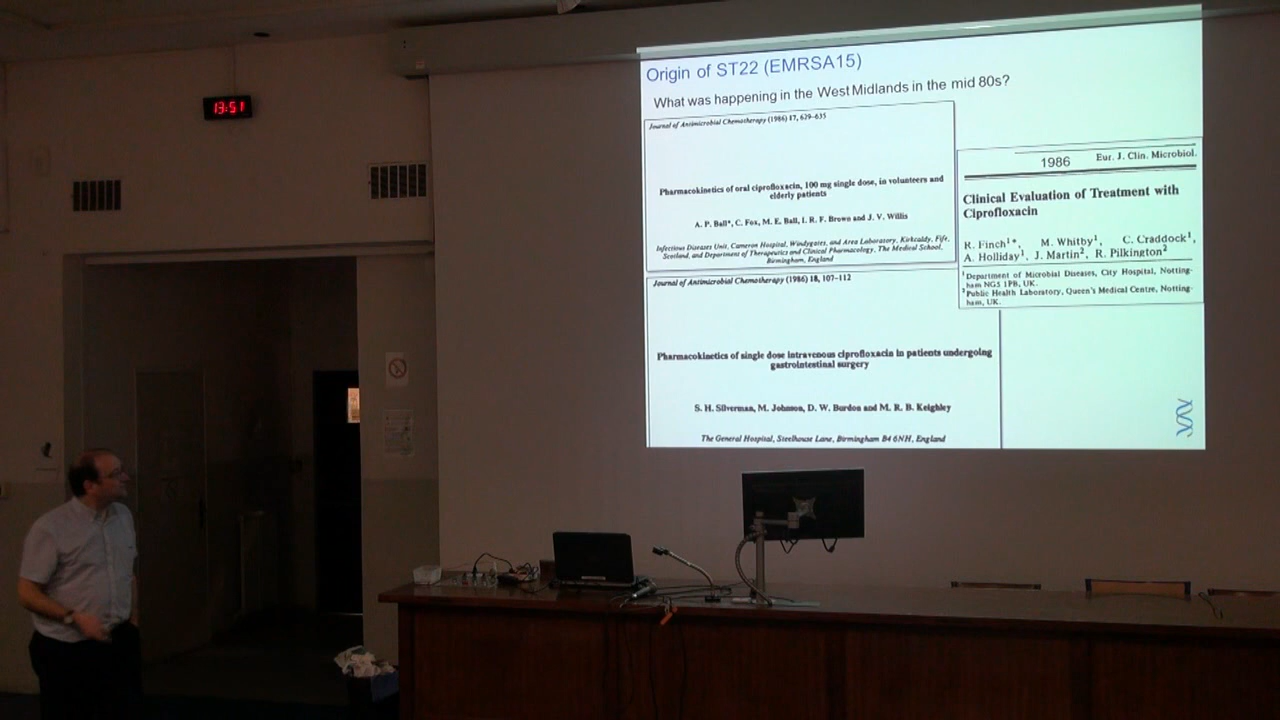 13:51
Origin of ST22 (EMRSA15)
What was happening in the West Midlands in the mid 80s?
Journal of Antimicrobial Chemotherapy (1986) 17, 629–635
Pharmacokinetics of oral ciprofloxacin, 100 mg single dose, in volunteers and
elderly patients
A. P. Ball*, C. Fox, M. E. Ball, I. R. F. Brown and J. V. Willis
Infectious Diseases Unit, Cameron Hospital, Windygates, and Area Laboratory, Kirkcaldy, Fife,
Scotland, and Department of Therapeutics and Clinical Pharmacology, The Medical School,
Birmingham, England
Journal of Antimicrobial Chemotherapy (1986) 18, 107–112
Pharmacokinetics of single dose intravenous ciprofloxacin in patients undergoing
gastrointestinal surgery
S. H. Silverman, M. Johnson, D. W. Burdon and M. R. B. Keighley
The General Hospital, Steelhouse Lane, Birmingham B4 6NH, England
1986 Eur. J. Clin. Microbiol.
Clinical Evaluation of Treatment with
Ciprofloxacin
R. Finch¹*, M. Whitby¹, C. Craddock¹,
A. Holliday¹, J. Martin², R. Pilkington²
¹Department of Microbial Diseases, City Hospital, Notting-
ham NG5 1PB, UK.
²Public Health Laboratory, Queen's Medical Centre, Notting-
ham, UK.